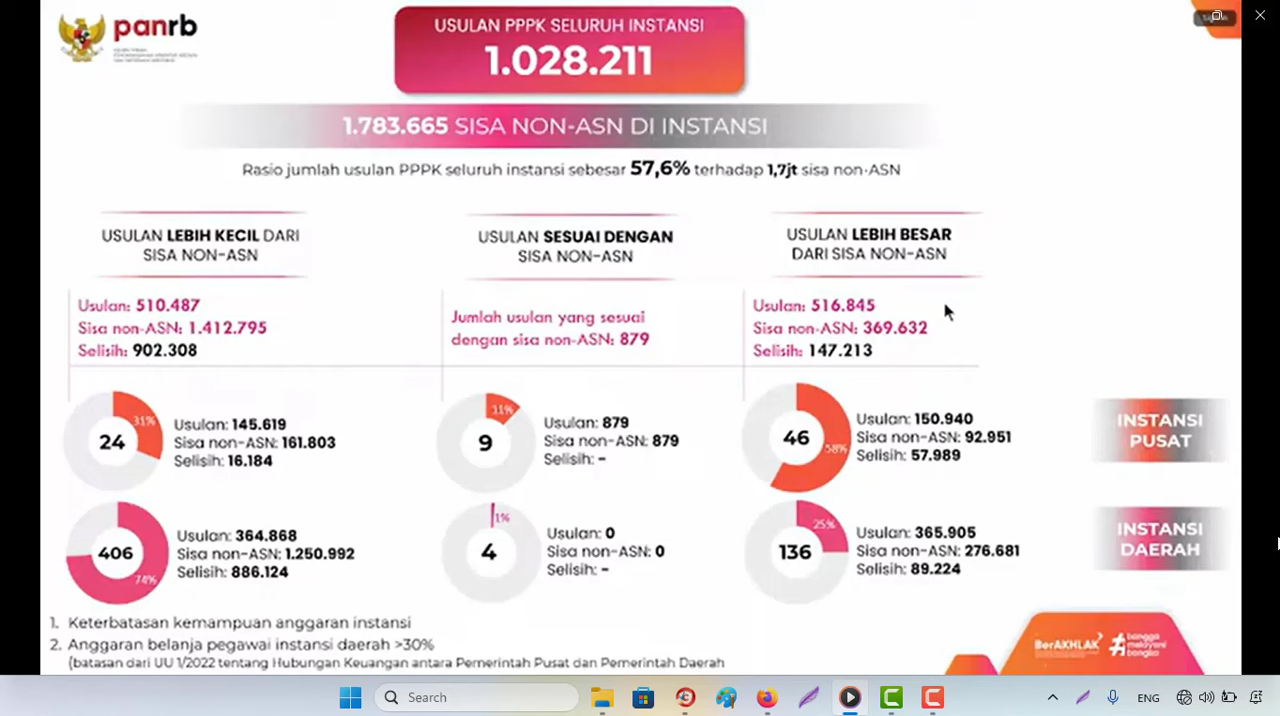 panrb
USULAN PPPK SELURUH INSTANSI
1.028.211
1.783.665 SISA NON-ASN DI INSTANSI
Rasio jumlah usulan PPPK seluruh instansi sebesar 57,6% terhadap 1,7jt sisa non-ASN
USULAN LEBIH KECIL DARI
SISA NON-ASN
Usulan: 510.487
Sisa non-ASN: 1.412.795
Selisih: 902.308
USULAN SESUAI DENGAN
SISA NON-ASN
Jumlah usulan yang sesuai
dengan sisa non-ASN: 879
USULAN LEBIH BESAR
DARI SISA NON-ASN
Usulan: 516.845
Sisa non-ASN: 369.632
Selisih: 147.213
31%
24
Usulan: 145.619
Sisa non-ASN: 161.803
Selisih: 16.184
11%
9
Usulan: 879
Sisa non-ASN: 879
Selisih: -
46
58%
Usulan: 150.940
Sisa non-ASN: 92.951
Selisih: 57.989
INSTANSI
PUSAT
406
74%
Usulan: 364.868
Sisa non-ASN: 1.250.992
Selisih: 886.124
1%
4
Usulan: 0
Sisa non-ASN: 0
Selisih: -
25%
136
Usulan: 365.905
Sisa non-ASN: 276.681
Selisih: 89.224
INSTANSI
DAERAH
1. Keterbatasan kemampuan anggaran instansi
2. Anggaran belanja pegawai instansi daerah >30%
(batasan dari UU 1/2022 tentang Hubungan Keuangan antara Pemerintah Pusat dan Pemerintah Daerah
BerAKHLAK
#bangga
melayani
bangsa
Search
ENG